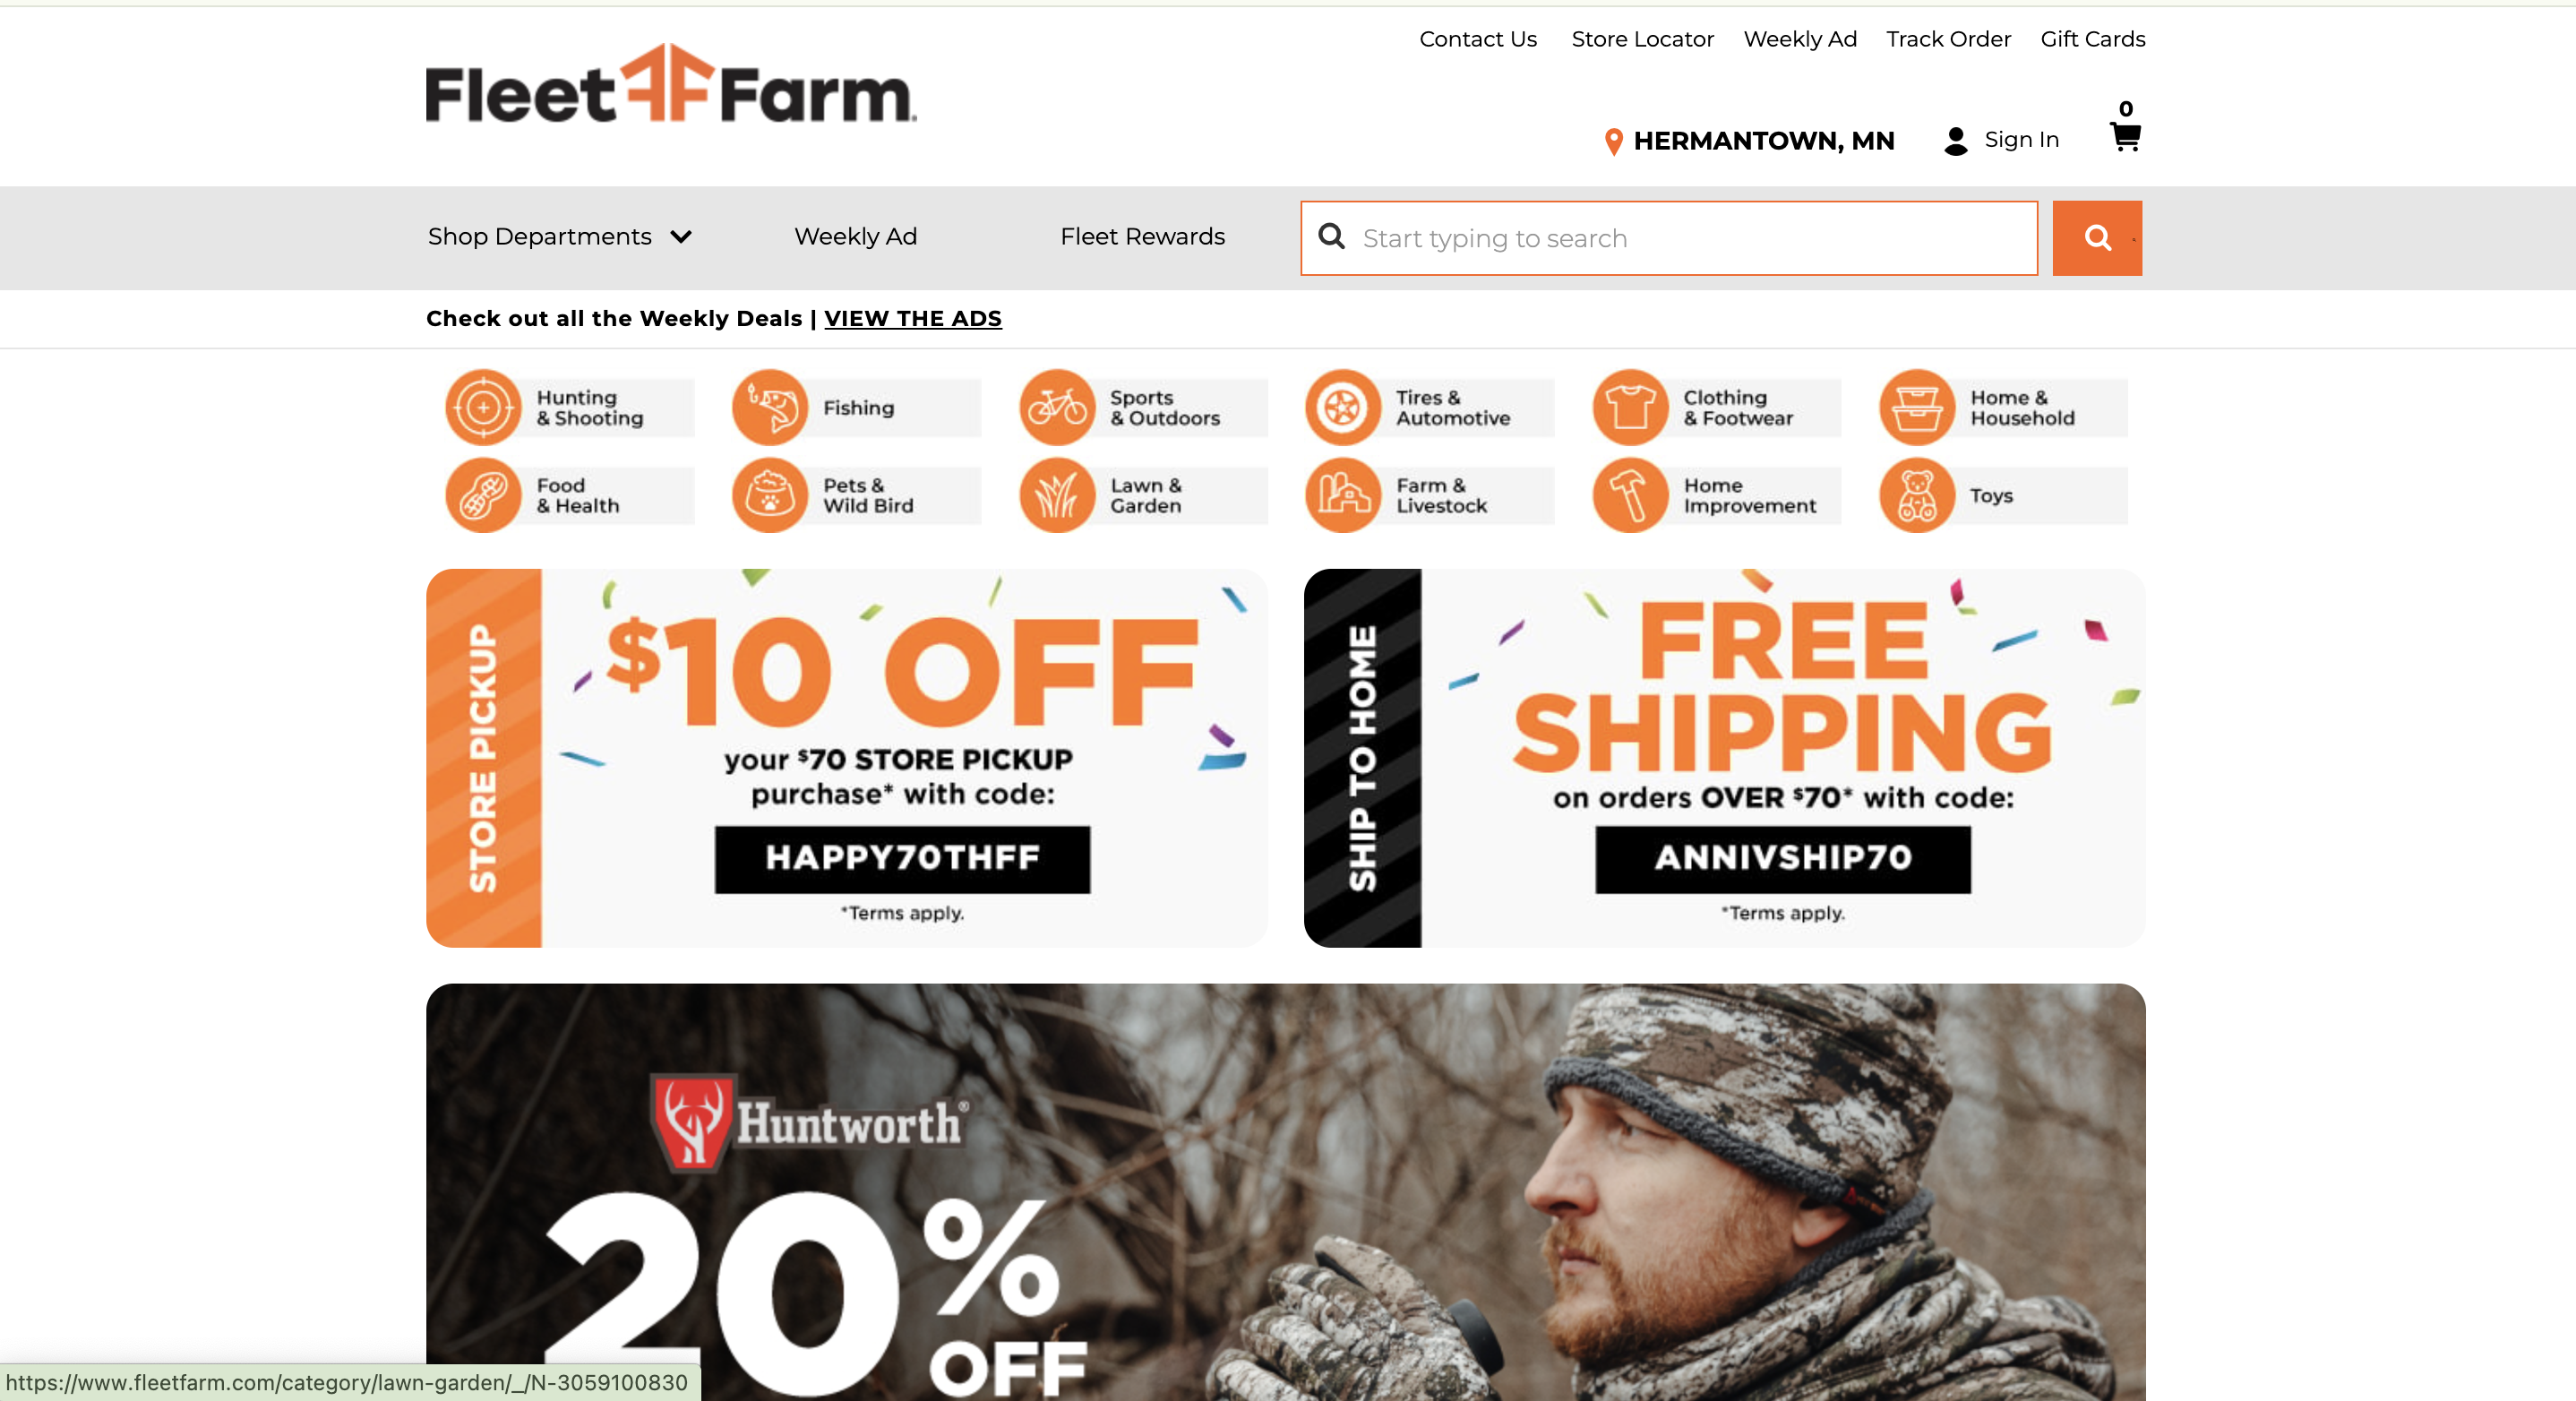 Contact Us Store Locator Weekly Ad Track Order Gift Cards
Fleet Farm
0
HERMANTOWN, MN Sign In
Shop Departments Weekly Ad Fleet Rewards Start typing to search
Check out all the Weekly Deals | VIEW THE ADS
Hunting
& Shooting
Fishing
Sports
& Outdoors
Tires &
Automotive
Clothing
& Footwear
Home &
Household
Food
& Health
Pets &
Wild Bird
Lawn &
Garden
Farm &
Livestock
Home
Improvement
Toys
STORE PICKUP
$10 OFF
your $70 STORE PICKUP
purchase* with code:
HAPPY70THFF
*Terms apply.
SHIP TO HOME
FREE
SHIPPING
on orders OVER $70* with code:
ANNIVSHIP70
*Terms apply.
Huntworth®
20%
OFF
https://www.fleetfarm.com/category/lawn-garden/_/N-3059100830